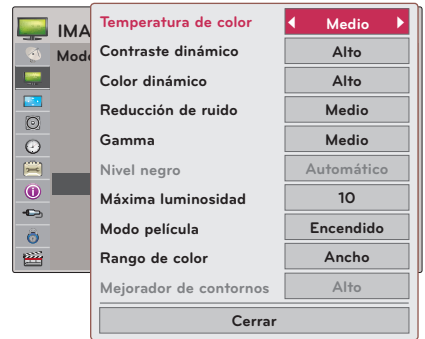 IMA
Mod
Temperatura de color Medio
Contraste dinámico Alto
Color dinámico Alto
Reducción de ruido Medio
Gamma Medio
Nivel negro Automático
Máxima luminosidad 10
Modo película Encendido
Rango de color Ancho
Mejorador de contornos Alto
Cerrar